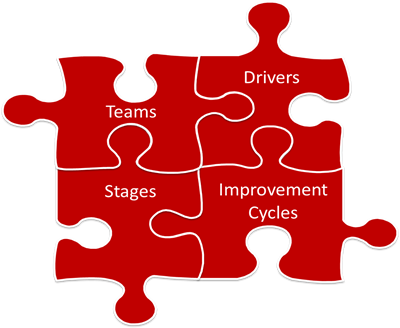 Drivers
Teams
Stages
Improvement
Cycles